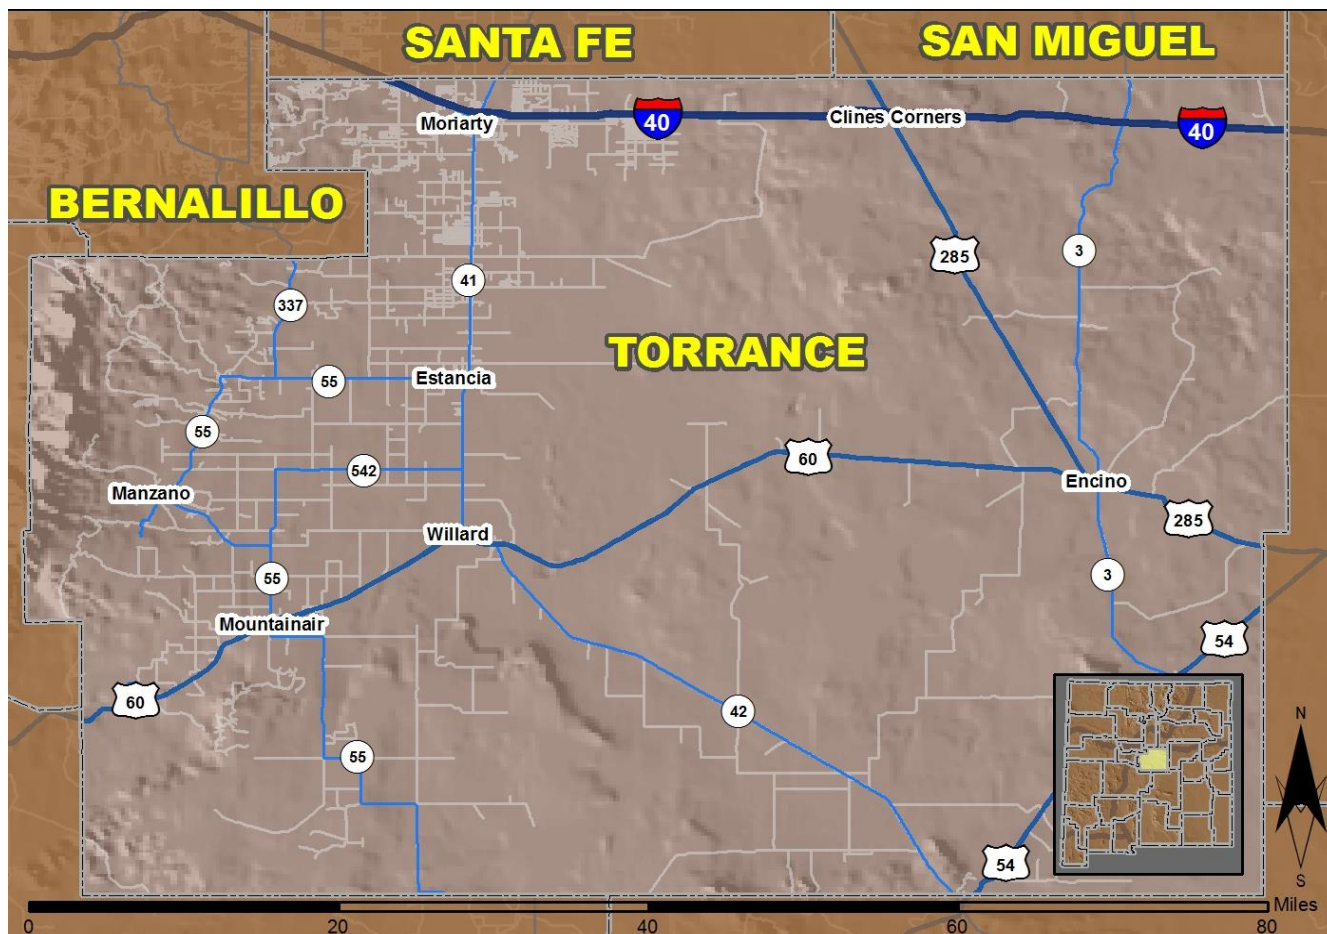 SANTA FE
SAN MIGUEL
40
Moriarty
Clines Corners
40
BERNALILLO
285
3
41
337
TORRANCE
55
Estancia
55
60
542
Encino
Manzano
285
Willard
55
3
Mountainair
54
60
42
N
55
54
S
Miles
0
20
40
60
80